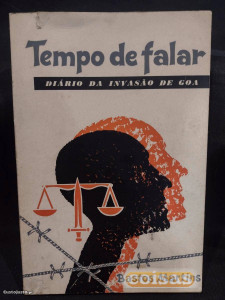 Tempo de falar
DIÁRIO DA INVASÃO DE GOA